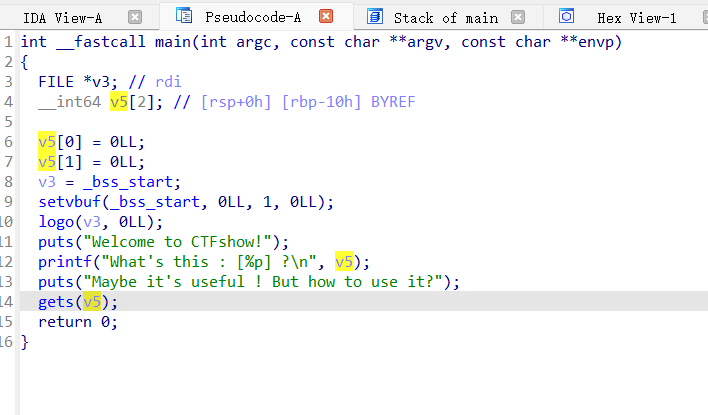 IDA View-A Pseudocode-A Stack of main Hex View-1
1 int __fastcall main(int argc, const char **argv, const char **envp)
2 {
3 FILE *v3; // rdi
4 __int64 v5[2]; // [rsp+0h] [rbp-10h] BYREF
5
6 v5[0] = 0LL;
7 v5[1] = 0LL;
8 v3 = _bss_start;
9 setvbuf(_bss_start, 0LL, 1, 0LL);
10 logo(v3, 0LL);
11 puts("Welcome to CTFshow!");
12 printf("What's this : [%p] ?\n", v5);
13 puts("Maybe it's useful ! But how to use it?");
14 gets(v5);
15 return 0;
16 }